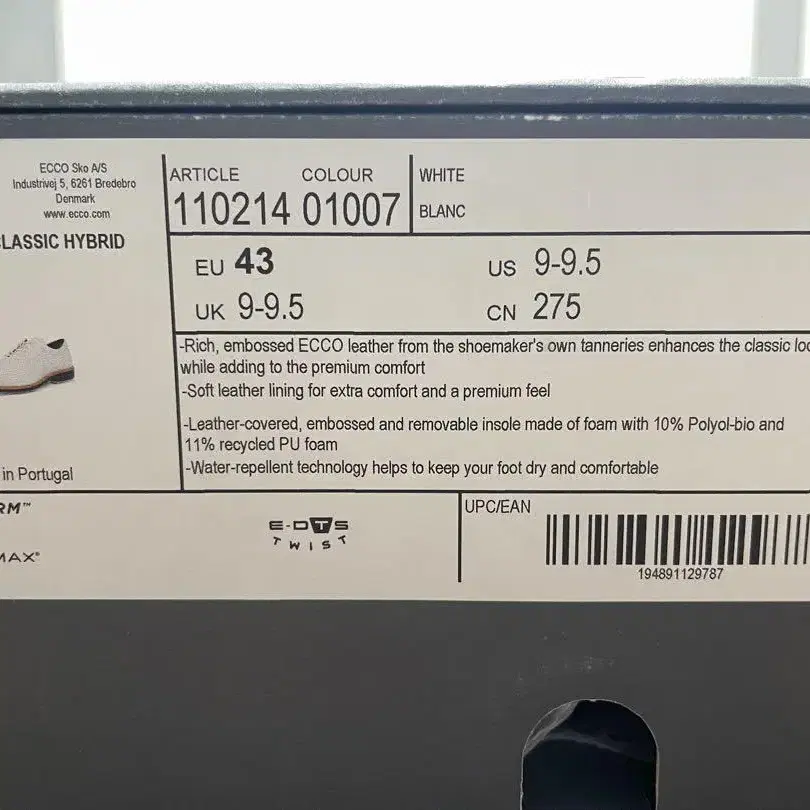 ECCO Sko A/S
Industrivej 5, 6261 Bredebro
Denmark
www.ecco.com
CLASSIC HYBRID
in Portugal
ARTICLE COLOUR
110214 01007
WHITE
BLANC
EU 43 US 9-9.5
UK 9-9.5 CN 275
-Rich, embossed ECCO leather from the shoemaker's own tanneries enhances the classic loo
while adding to the premium comfort
-Soft leather lining for extra comfort and a premium feel
-Leather-covered, embossed and removable insole made of foam with 10% Polyol-bio and
11% recycled PU foam
-Water-repellent technology helps to keep your foot dry and comfortable
RM™
MAX®
E-DTS
TWIST
UPC/EAN
194891129787